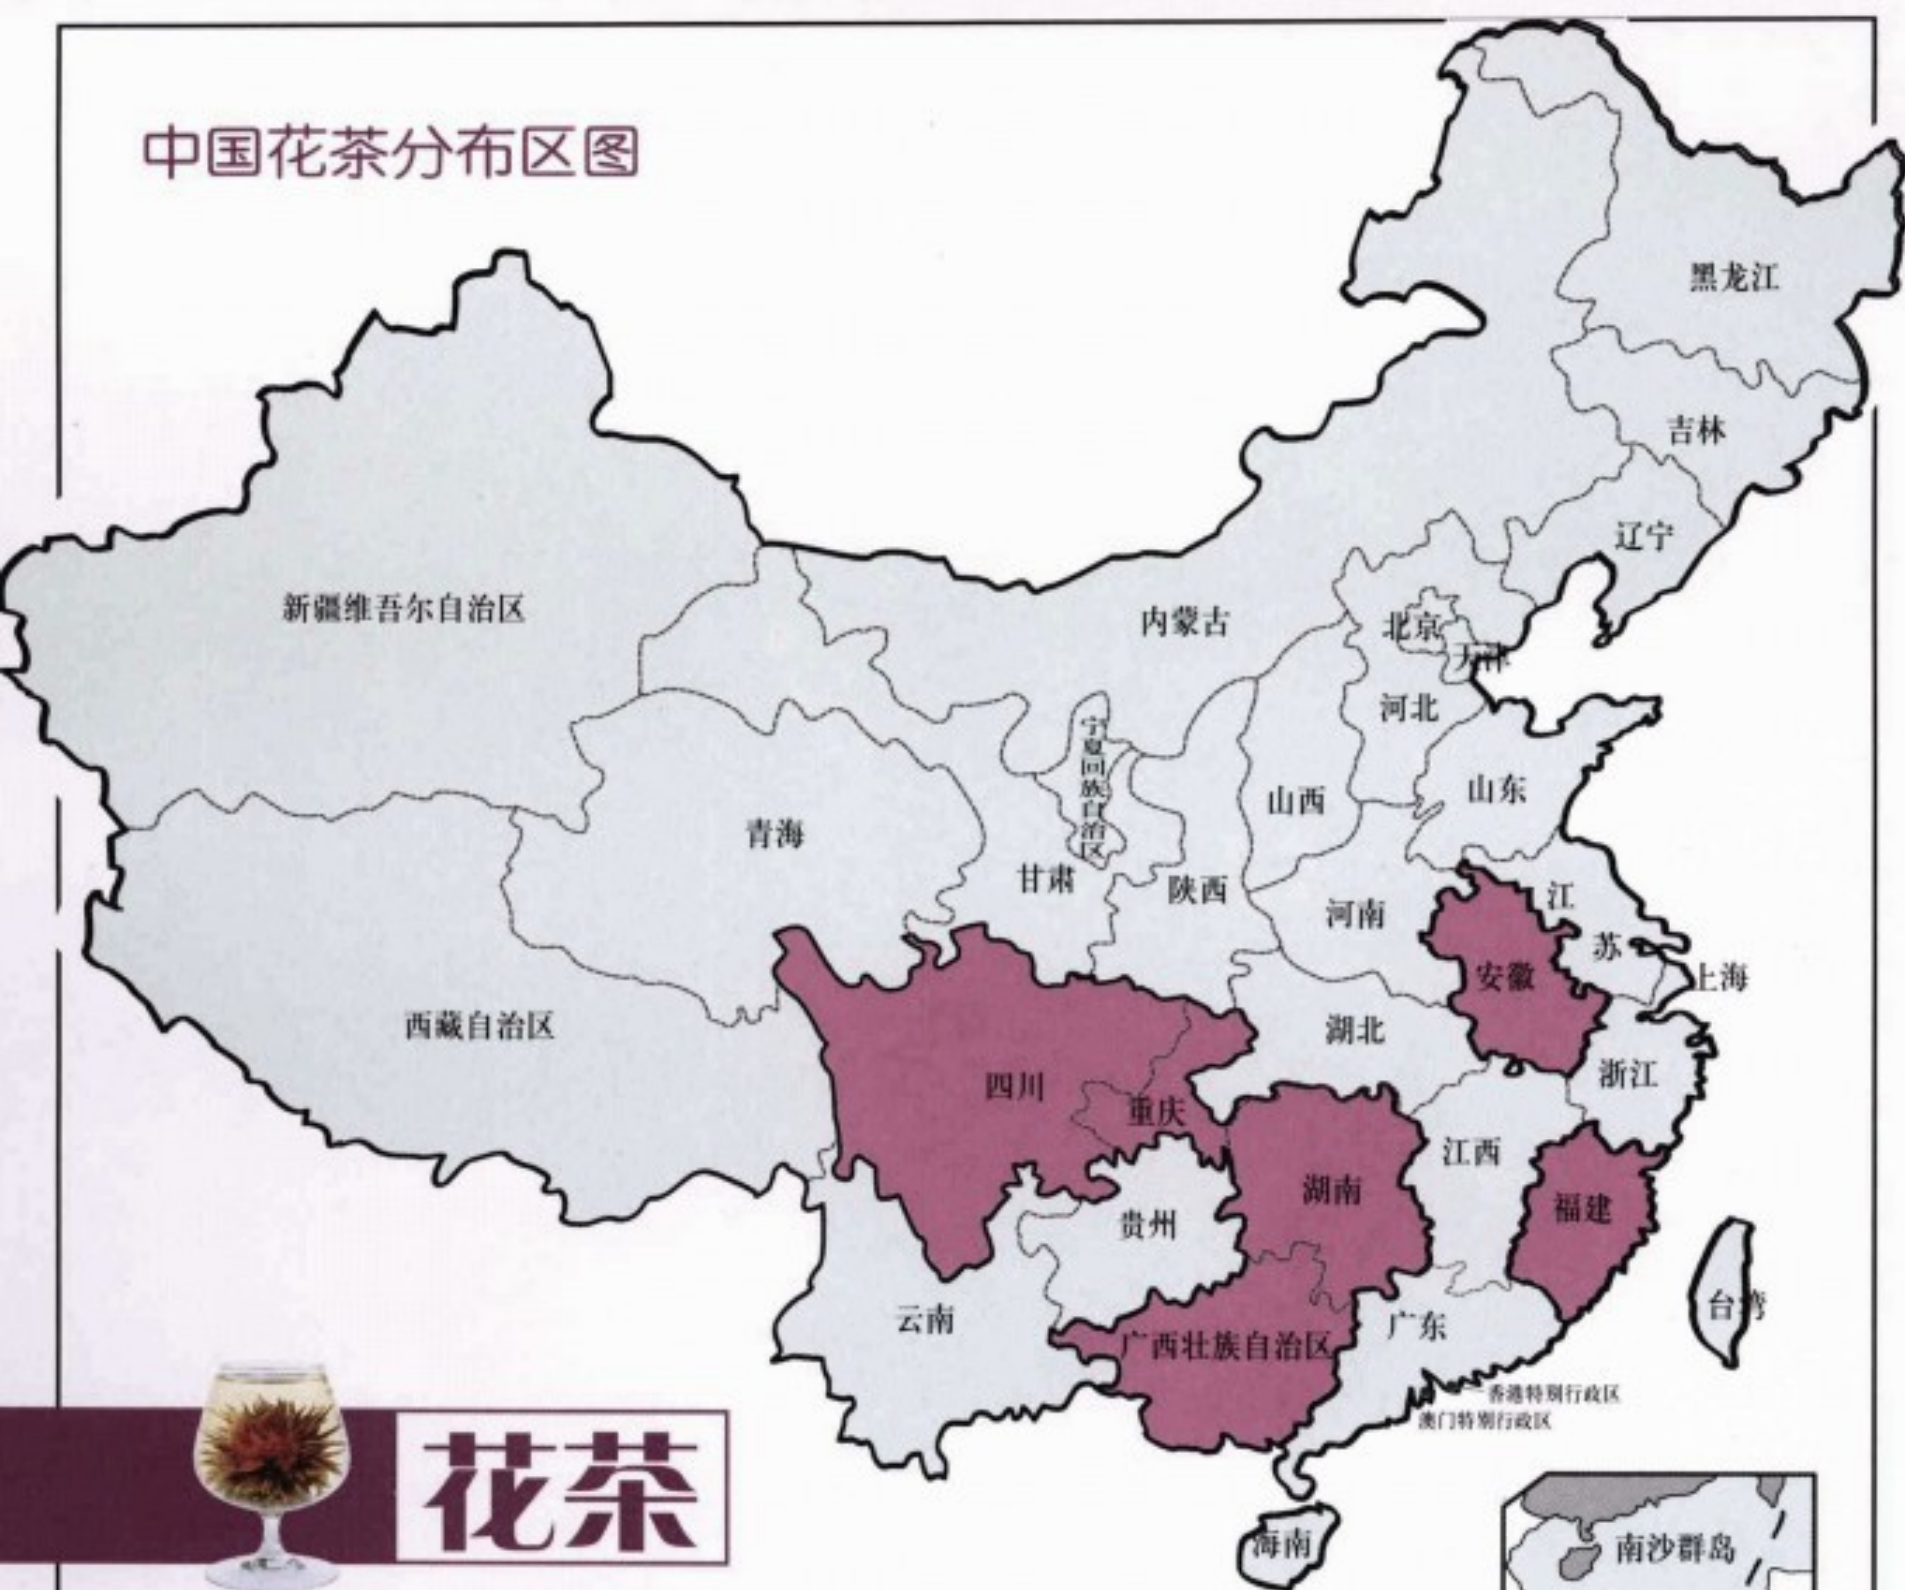 中国花茶分布区图
黑龙江
吉林
辽宁
新疆维吾尔自治区
内蒙古
北京
天津
河北
宁夏回族自治区
山西
山东
青海
甘肃
陕西
河南
江苏
安徽
上海
西藏自治区
湖北
四川
浙江
重庆
江西
湖南
福建
贵州
台湾
云南
广东
广西壮族自治区
香港特别行政区
澳门特别行政区
花茶
海南
南沙群岛